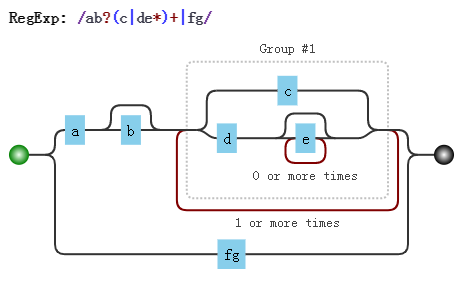 RegExp: /ab?(c|de*)+|fg/
Group #1
c
a
b
d
e
0 or more times
1 or more times
fg